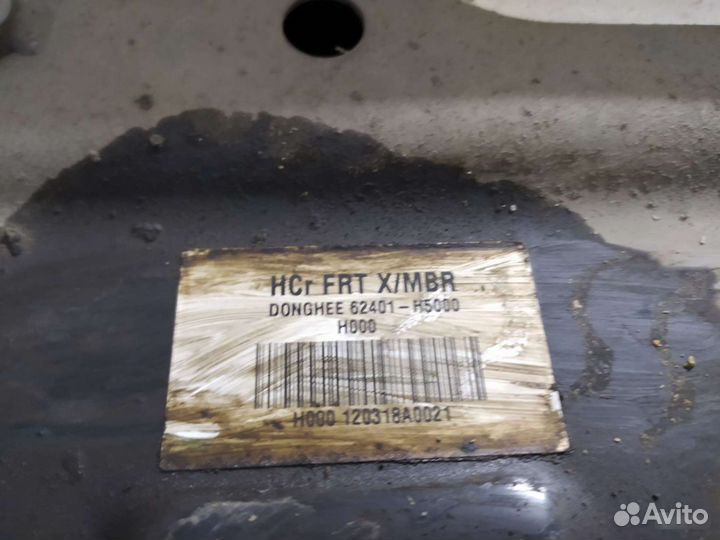 HCr FRT X/MBR
DONGHEE 62401-H5000
H000
H000 120318A0021
Avito